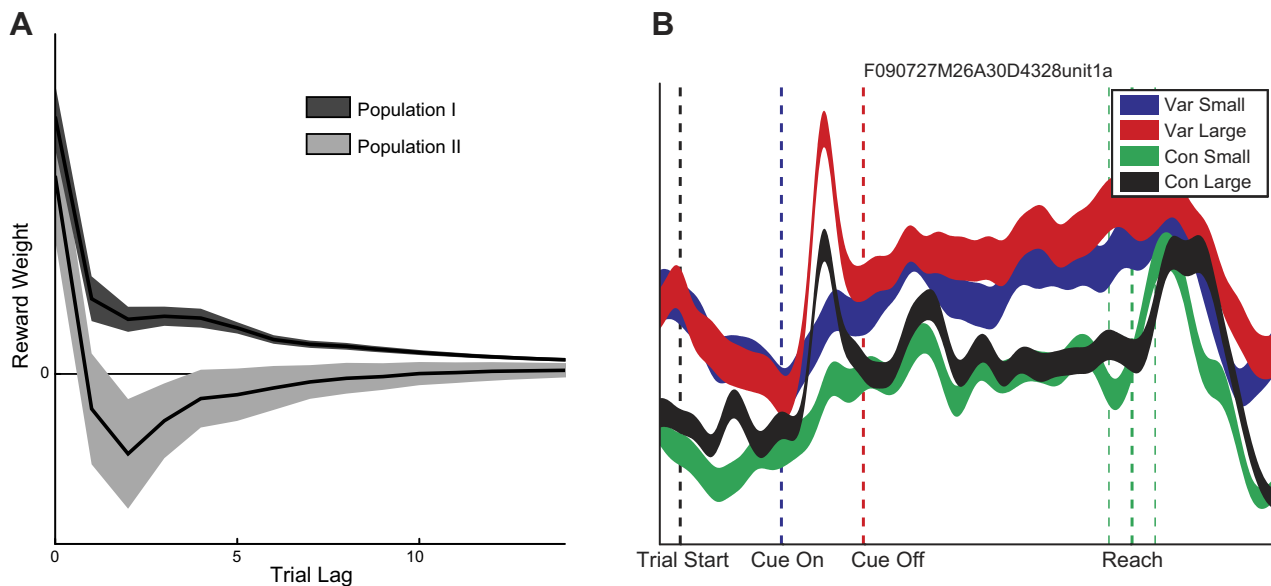 A
Population I
Population II
Reward Weight
0
0
5
10
Trial Lag
B
F090727M26A30D4328unit1a
Var Small
Var Large
Con Small
Con Large
Trial Start
Cue On
Cue Off
Reach